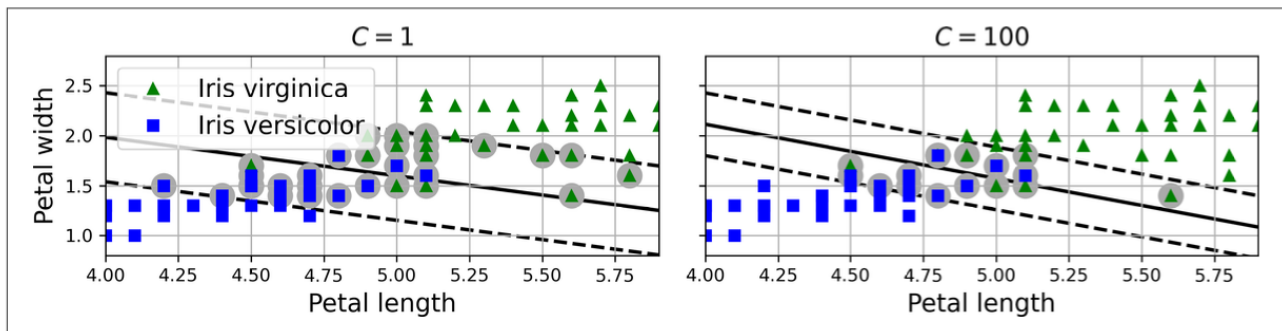 C = 1
C = 100
Iris virginica
Iris versicolor
Petal width
2.5
2.0
1.5
1.0
4.00 4.25 4.50 4.75 5.00 5.25 5.50 5.75
4.00 4.25 4.50 4.75 5.00 5.25 5.50 5.75
Petal length
Petal length